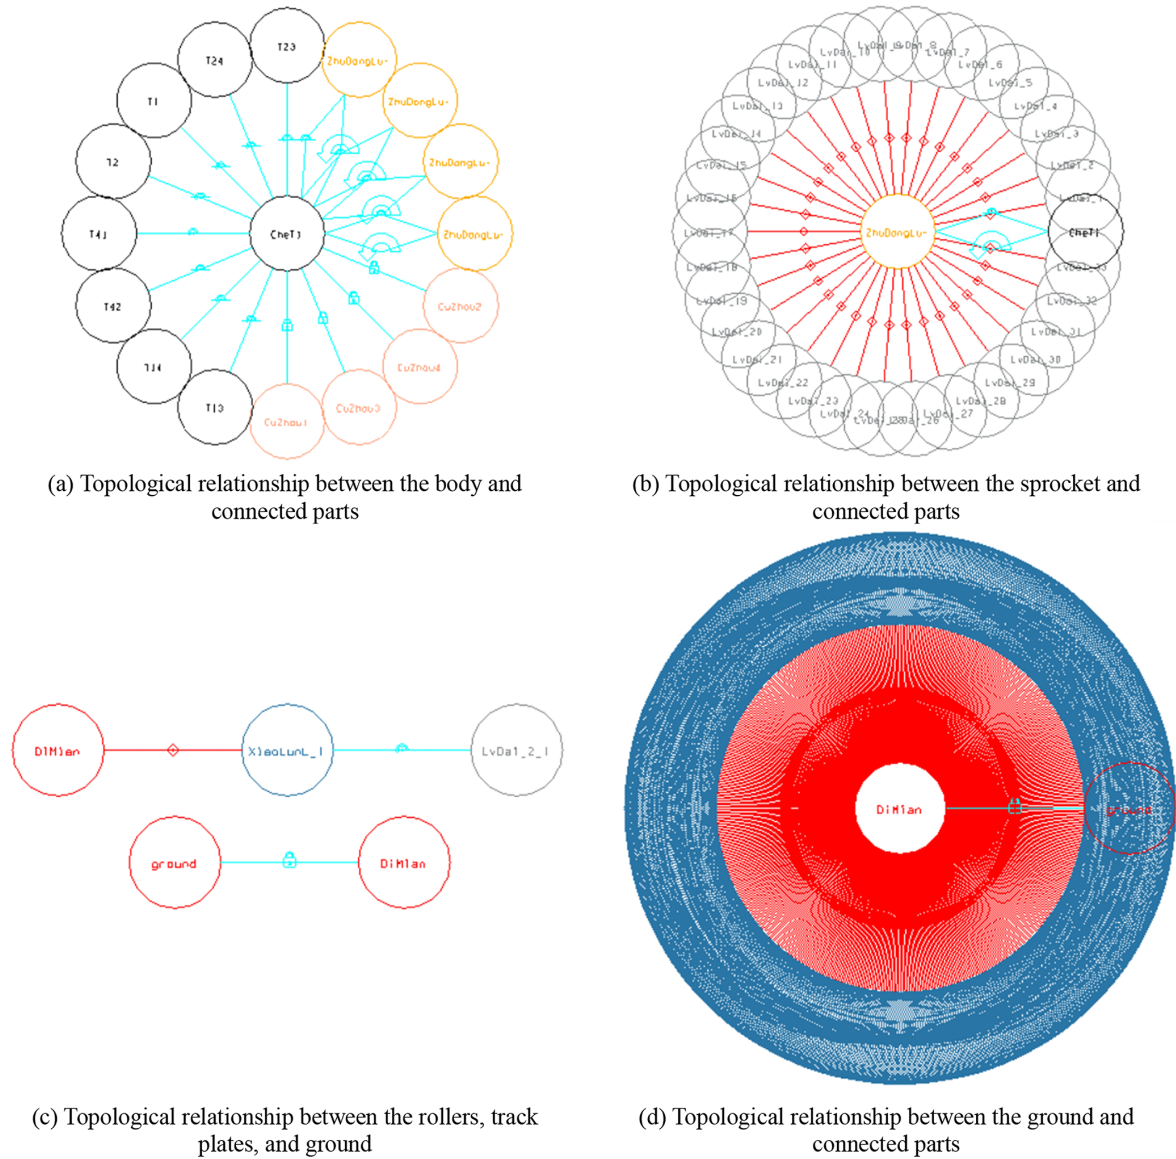 T23
T24
ZhuDongLu-
T1
ZhuDongLu-
T2
ZhuDongLu-
T41
CheTi
ZhuDongLu-
T42
CuZhou2
T14
CuZhou4
T13
CuZhou1
CuZhou3
LvDai_10
LvDai_8
LvDai_7
LvDai_11
LvDai_6
LvDai_12
LvDai_5
LvDai_13
LvDai_4
LvDai_14
LvDai_3
LvDai_15
LvDai_2
LvDai_16
LvDai_1
LvDai_17
ZhuDongLu-
CheTi
LvDai_18
LvDai_19
LvDai_32
LvDai_20
LvDai_31
LvDai_21
LvDai_30
LvDai_22
LvDai_29
LvDai_23
LvDai_28
LvDai_24
LvDai_26
LvDai_27
(a) Topological relationship between the body and
connected parts
(b) Topological relationship between the sprocket and
connected parts
DiMian
XiaoLunL_1
LvDai_2_1
ground
DiMian
DiMian
ground
(c) Topological relationship between the rollers, track
plates, and ground
(d) Topological relationship between the ground and
connected parts